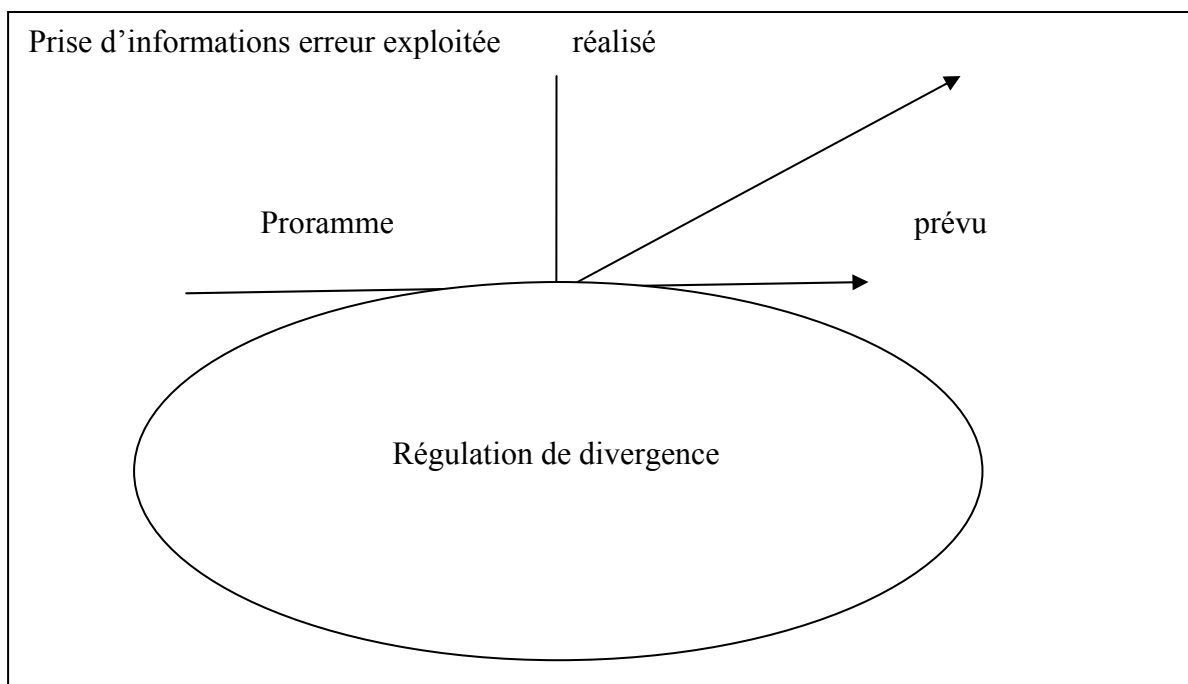 Prise d’informations erreur exploitée réalisé
Proramme prévu
Régulation de divergence